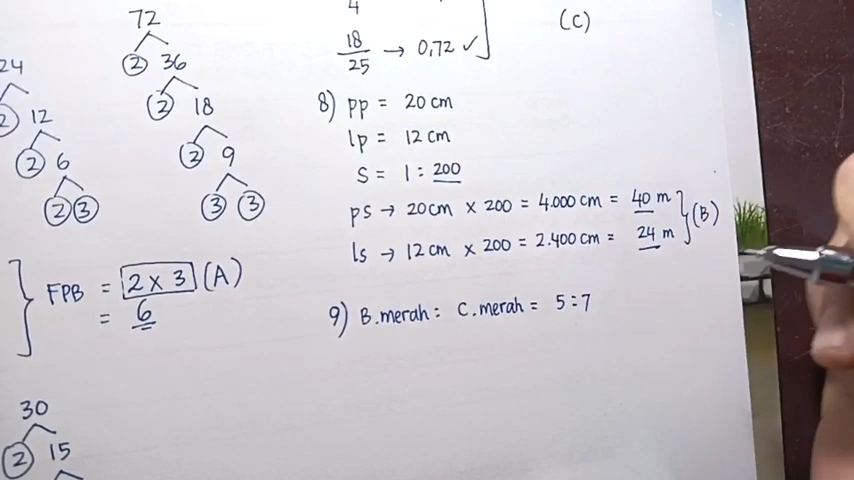 24
2 12
2 6
2 3
72
2 36
2 18
2 9
3 3
} FPB = 2 x 3 (A)
= 6
30
2 15
4
18/25 → 0,72 ✓
(C)
8) pp = 20 cm
lp = 12 cm
S = 1 : 200
ps → 20 cm x 200 = 4.000 cm = 40 m
ls → 12 cm x 200 = 2.400 cm = 24 m } (B)
9) B.merah : C.merah = 5 : 7